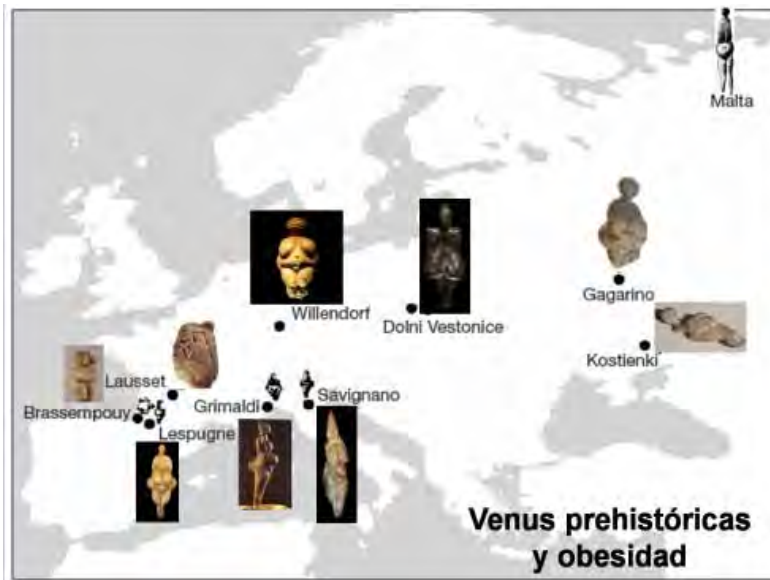 Malta
Gagarino
Willendorf
Dolni Vestonice
Kostienki
Lausset
Savignano
Grimaldi
Brassempouy
Lespugne
Venus prehistóricas
y obesidad